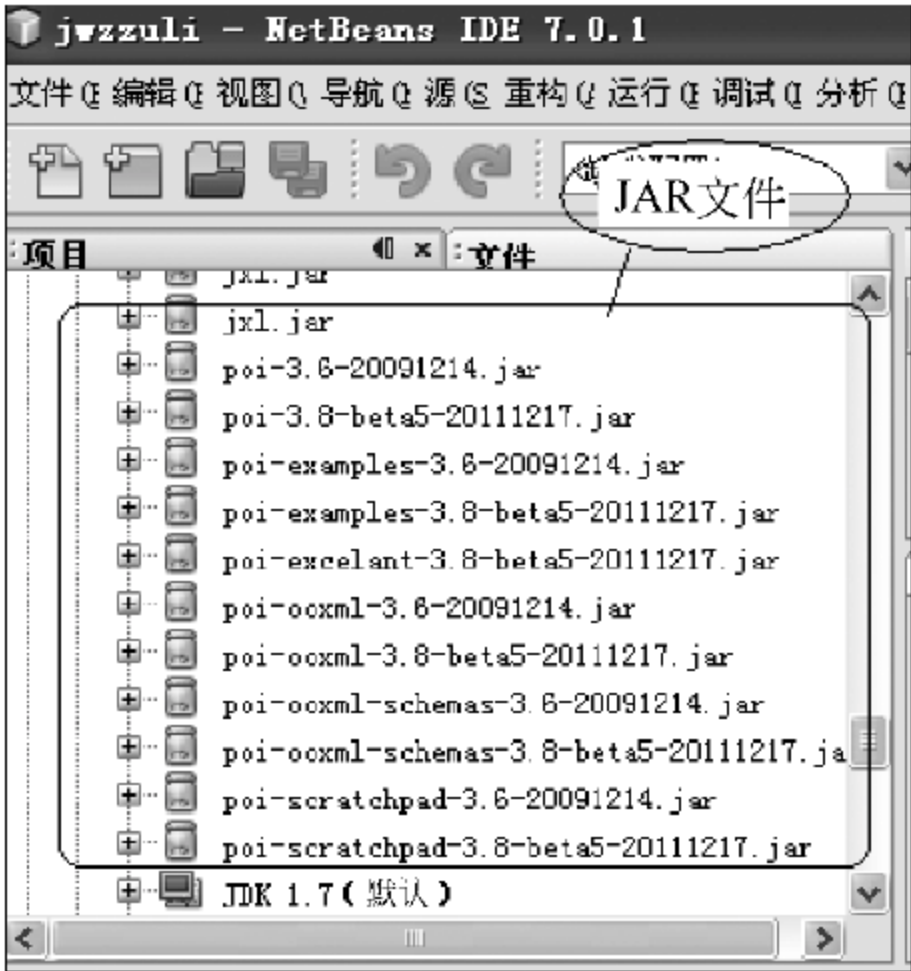 jwzzuli - NetBeans IDE 7.0.1
文件(F 编辑(E 视图(V 导航(N 源(S 重构(A 运行(R 调试(D 分析(P
JAR文件
项目
文件
jxl.jar
jxl.jar
poi-3.6-20091214.jar
poi-3.8-beta5-20111217.jar
poi-examples-3.6-20091214.jar
poi-examples-3.8-beta5-20111217.jar
poi-excelant-3.8-beta5-20111217.jar
poi-ooxml-3.6-20091214.jar
poi-ooxml-3.8-beta5-20111217.jar
poi-ooxml-schemas-3.6-20091214.jar
poi-ooxml-schemas-3.8-beta5-20111217.ja
poi-scratchpad-3.6-20091214.jar
poi-scratchpad-3.8-beta5-20111217.jar
JDK 1.7(默认)